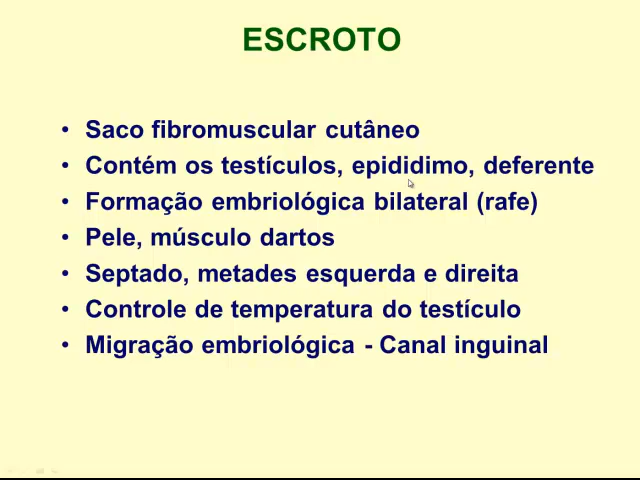 ESCROTO
• Saco fibromuscular cutâneo
• Contém os testículos, epididimo, deferente
• Formação embriológica bilateral (rafe)
• Pele, músculo dartos
• Septado, metades esquerda e direita
• Controle de temperatura do testículo
• Migração embriológica - Canal inguinal